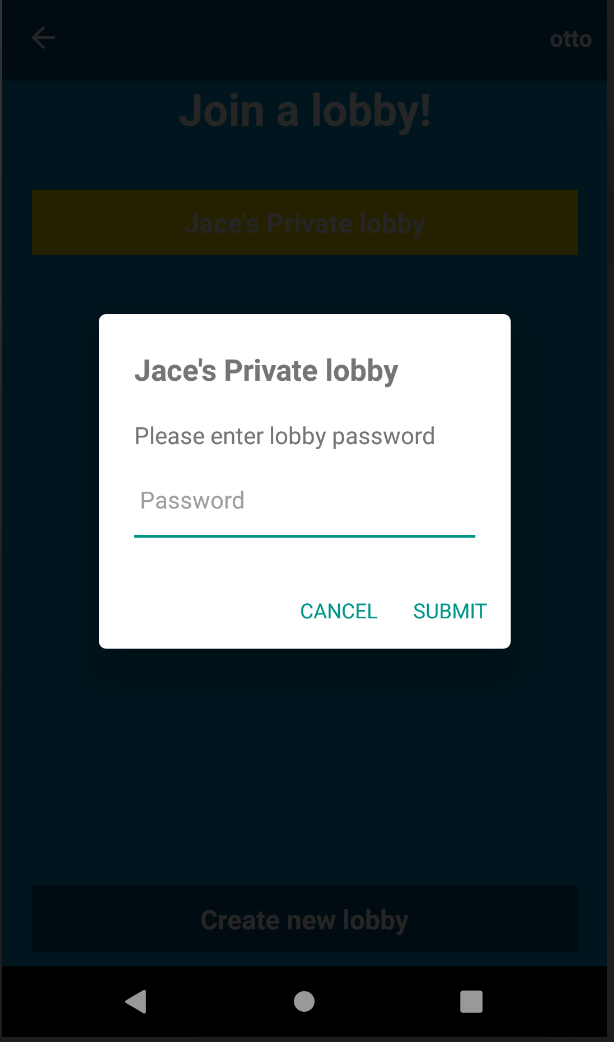 otto
Join a lobby!
Jace's Private lobby
Jace's Private lobby
Please enter lobby password
Password
CANCEL SUBMIT
Create new lobby